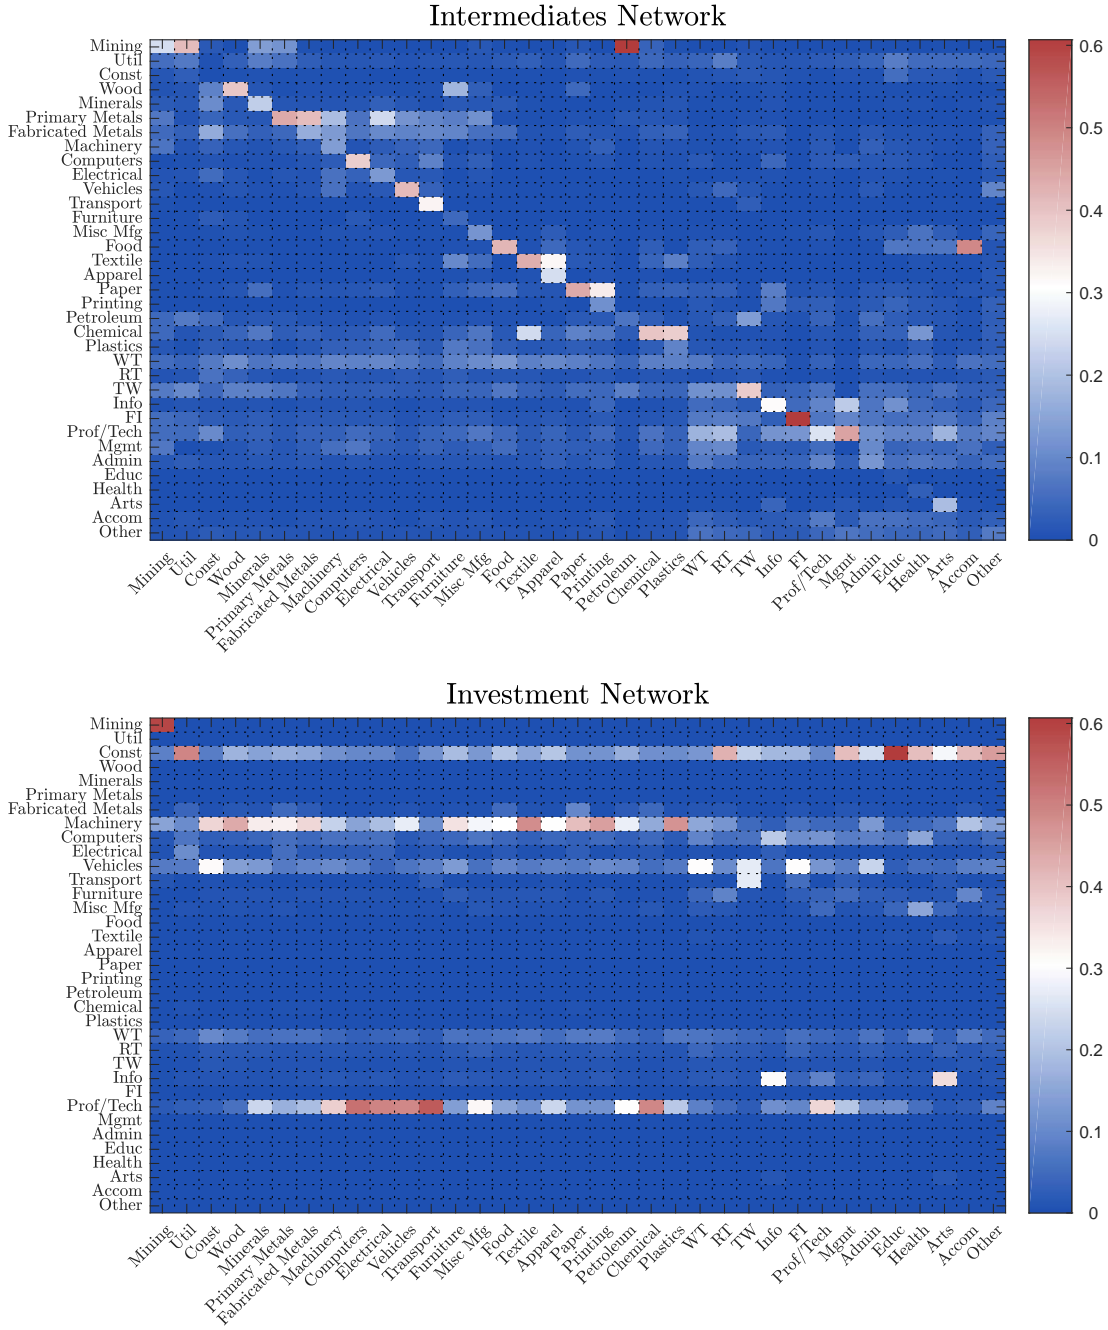 Intermediates Network
Mining
Util
Const
Wood
Minerals
Primary Metals
Fabricated Metals
Machinery
Computers
Electrical
Vehicles
Transport
Furniture
Misc Mfg
Food
Textile
Apparel
Paper
Printing
Petroleum
Chemical
Plastics
WT
RT
TW
Info
FI
Prof/Tech
Mgmt
Admin
Educ
Health
Arts
Accom
Other
0.6
0.5
0.4
0.3
0.2
0.1
0
Mining
Util
Const
Wood
Minerals
Primary Metals
Fabricated Metals
Machinery
Computers
Electrical
Vehicles
Transport
Furniture
Misc Mfg
Food
Textile
Apparel
Paper
Printing
Petroleum
Chemical
Plastics
WT
RT
TW
Info
FI
Prof/Tech
Mgmt
Admin
Educ
Health
Arts
Accom
Other
Investment Network
Mining
Util
Const
Wood
Minerals
Primary Metals
Fabricated Metals
Machinery
Computers
Electrical
Vehicles
Transport
Furniture
Misc Mfg
Food
Textile
Apparel
Paper
Printing
Petroleum
Chemical
Plastics
WT
RT
TW
Info
FI
Prof/Tech
Mgmt
Admin
Educ
Health
Arts
Accom
Other
0.6
0.5
0.4
0.3
0.2
0.1
0
Mining
Util
Const
Wood
Minerals
Primary Metals
Fabricated Metals
Machinery
Computers
Electrical
Vehicles
Transport
Furniture
Misc Mfg
Food
Textile
Apparel
Paper
Printing
Petroleum
Chemical
Plastics
WT
RT
TW
Info
FI
Prof/Tech
Mgmt
Admin
Educ
Health
Arts
Accom
Other